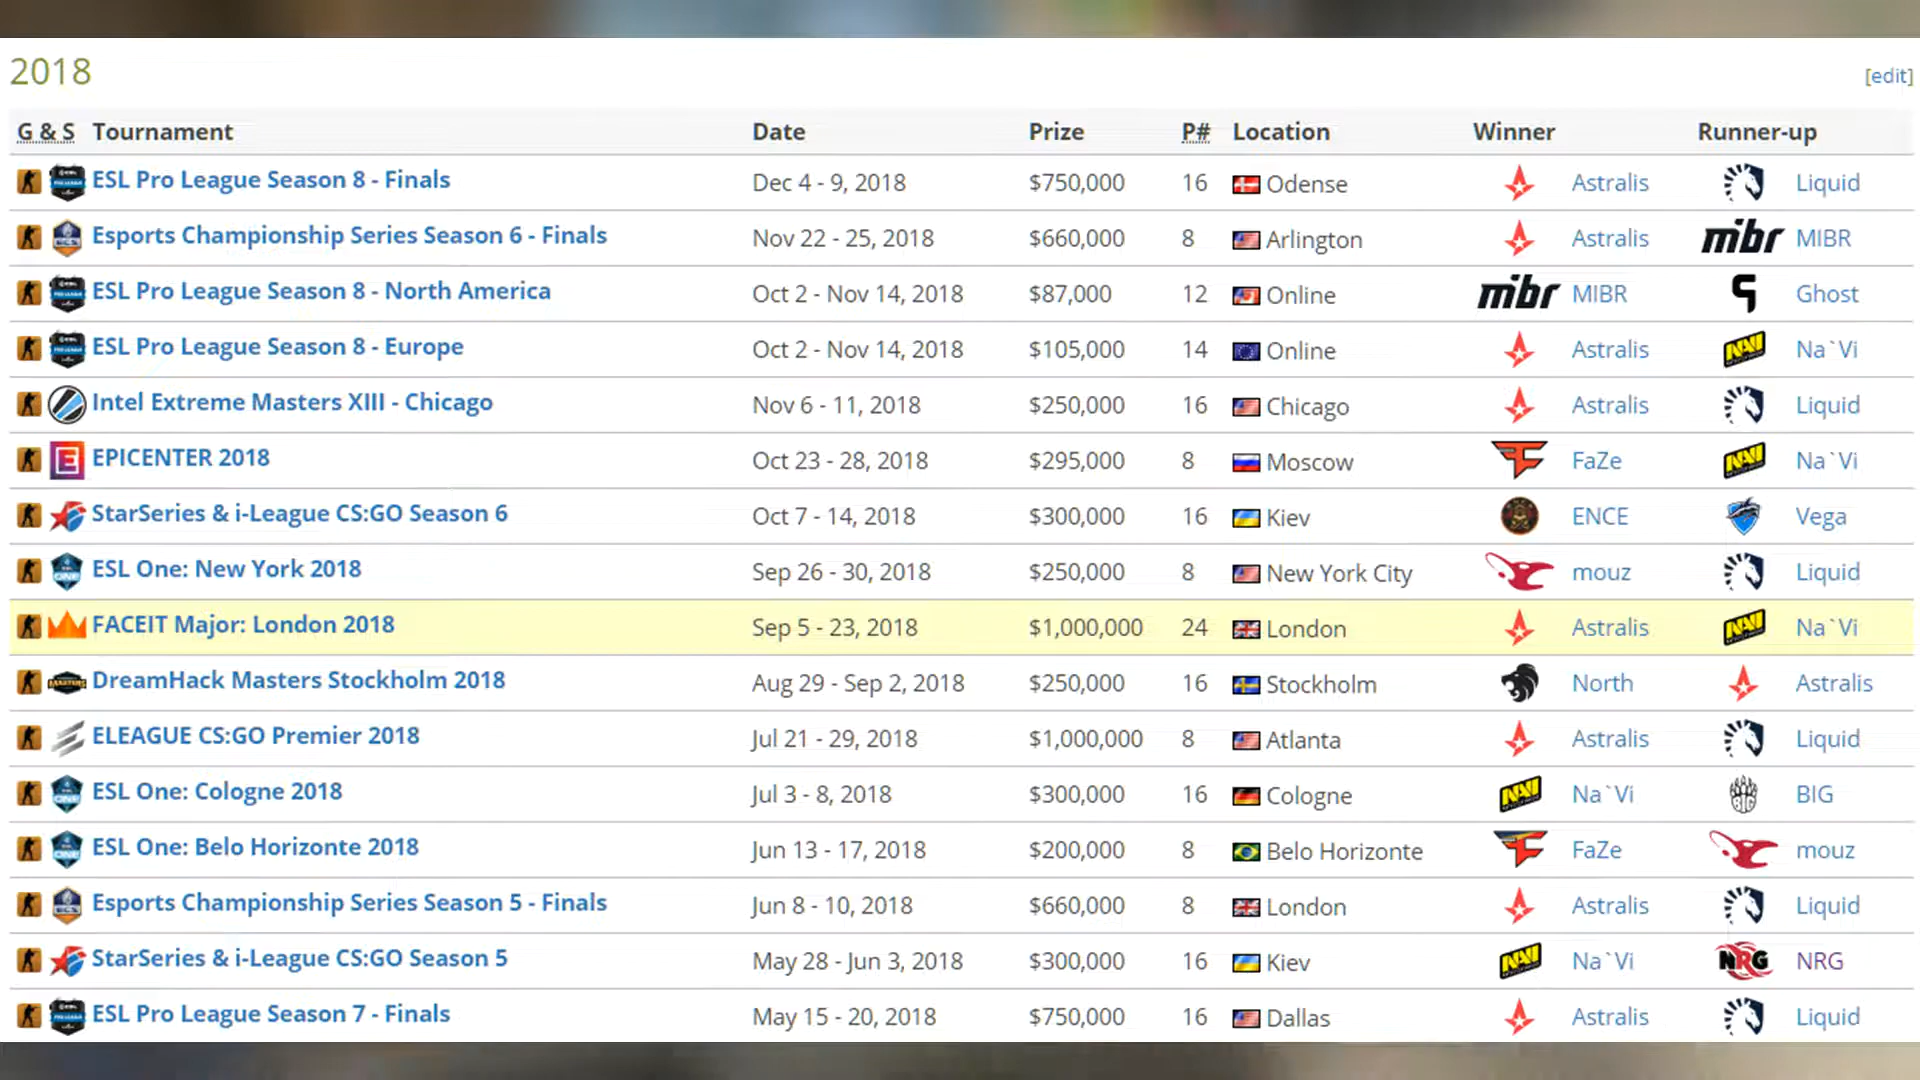 2018 [edit]
G & S Tournament Date Prize P# Location Winner Runner-up
ESL Pro League Season 8 - Finals Dec 4 - 9, 2018 $750,000 16 Odense Astralis Liquid
Esports Championship Series Season 6 - Finals Nov 22 - 25, 2018 $660,000 8 Arlington Astralis mibr MIBR
ESL Pro League Season 8 - North America Oct 2 - Nov 14, 2018 $87,000 12 Online mibr MIBR Ghost
ESL Pro League Season 8 - Europe Oct 2 - Nov 14, 2018 $105,000 14 Online Astralis NAVI Na`Vi
Intel Extreme Masters XIII - Chicago Nov 6 - 11, 2018 $250,000 16 Chicago Astralis Liquid
E EPICENTER 2018 Oct 23 - 28, 2018 $295,000 8 Moscow FaZe NAVI Na`Vi
StarSeries & i-League CS:GO Season 6 Oct 7 - 14, 2018 $300,000 16 Kiev ENCE Vega
ESL One: New York 2018 Sep 26 - 30, 2018 $250,000 8 New York City mouz Liquid
FACEIT Major: London 2018 Sep 5 - 23, 2018 $1,000,000 24 London Astralis NAVI Na`Vi
DreamHack Masters Stockholm 2018 Aug 29 - Sep 2, 2018 $250,000 16 Stockholm North Astralis
ELEAGUE CS:GO Premier 2018 Jul 21 - 29, 2018 $1,000,000 8 Atlanta Astralis Liquid
ESL One: Cologne 2018 Jul 3 - 8, 2018 $300,000 16 Cologne NAVI Na`Vi BIG BIG
ESL One: Belo Horizonte 2018 Jun 13 - 17, 2018 $200,000 8 Belo Horizonte FaZe mouz
Esports Championship Series Season 5 - Finals Jun 8 - 10, 2018 $660,000 8 London Astralis Liquid
StarSeries & i-League CS:GO Season 5 May 28 - Jun 3, 2018 $300,000 16 Kiev NAVI Na`Vi NRG NRG
ESL Pro League Season 7 - Finals May 15 - 20, 2018 $750,000 16 Dallas Astralis Liquid